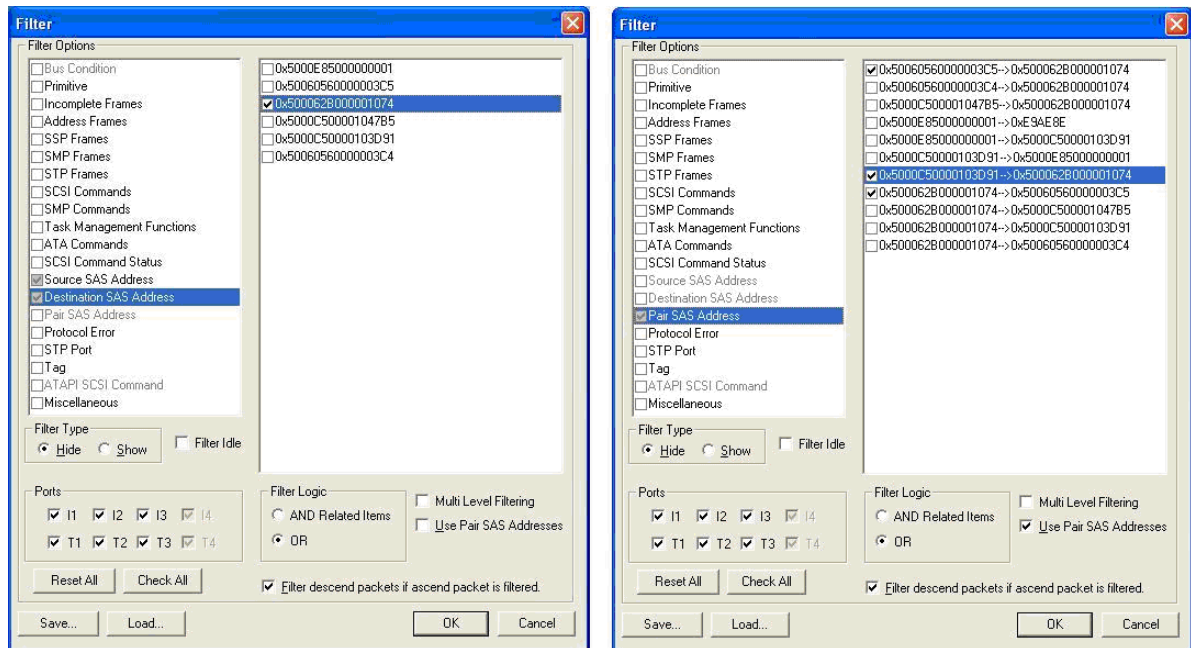 Filter
Filter Options
Bus Condition
Primitive
Incomplete Frames
Address Frames
SSP Frames
SMP Frames
STP Frames
SCSI Commands
SMP Commands
Task Management Functions
ATA Commands
SCSI Command Status
Source SAS Address
Destination SAS Address
Pair SAS Address
Protocol Error
STP Port
Tag
ATAPI SCSI Command
Miscellaneous
0x5000E85000000001
0x50060560000003C5
0x500062B000001074
0x5000C500001047B5
0x5000C50000103D91
0x50060560000003C4
Filter Type
Hide Show
Filter Idle
Ports
I1 I2 I3 I4
T1 T2 T3 T4
Filter Logic
AND Related Items
OR
Multi Level Filtering
Use Pair SAS Addresses
Reset All Check All
Filter descend packets if ascend packet is filtered.
Save... Load... OK Cancel
Filter
Filter Options
Bus Condition
Primitive
Incomplete Frames
Address Frames
SSP Frames
SMP Frames
STP Frames
SCSI Commands
SMP Commands
Task Management Functions
ATA Commands
SCSI Command Status
Source SAS Address
Destination SAS Address
Pair SAS Address
Protocol Error
STP Port
Tag
ATAPI SCSI Command
Miscellaneous
0x50060560000003C5-->0x500062B000001074
0x50060560000003C4-->0x500062B000001074
0x5000C500001047B5-->0x500062B000001074
0x5000E85000000001-->0xE9AE8E
0x5000E85000000001-->0x5000C50000103D91
0x5000C50000103D91-->0x5000E85000000001
0x5000C50000103D91-->0x500062B000001074
0x500062B000001074-->0x50060560000003C5
0x500062B000001074-->0x5000C500001047B5
0x500062B000001074-->0x5000C50000103D91
0x500062B000001074-->0x50060560000003C4
Filter Type
Hide Show
Filter Idle
Ports
I1 I2 I3 I4
T1 T2 T3 T4
Filter Logic
AND Related Items
OR
Multi Level Filtering
Use Pair SAS Addresses
Reset All Check All
Filter descend packets if ascend packet is filtered.
Save... Load... OK Cancel